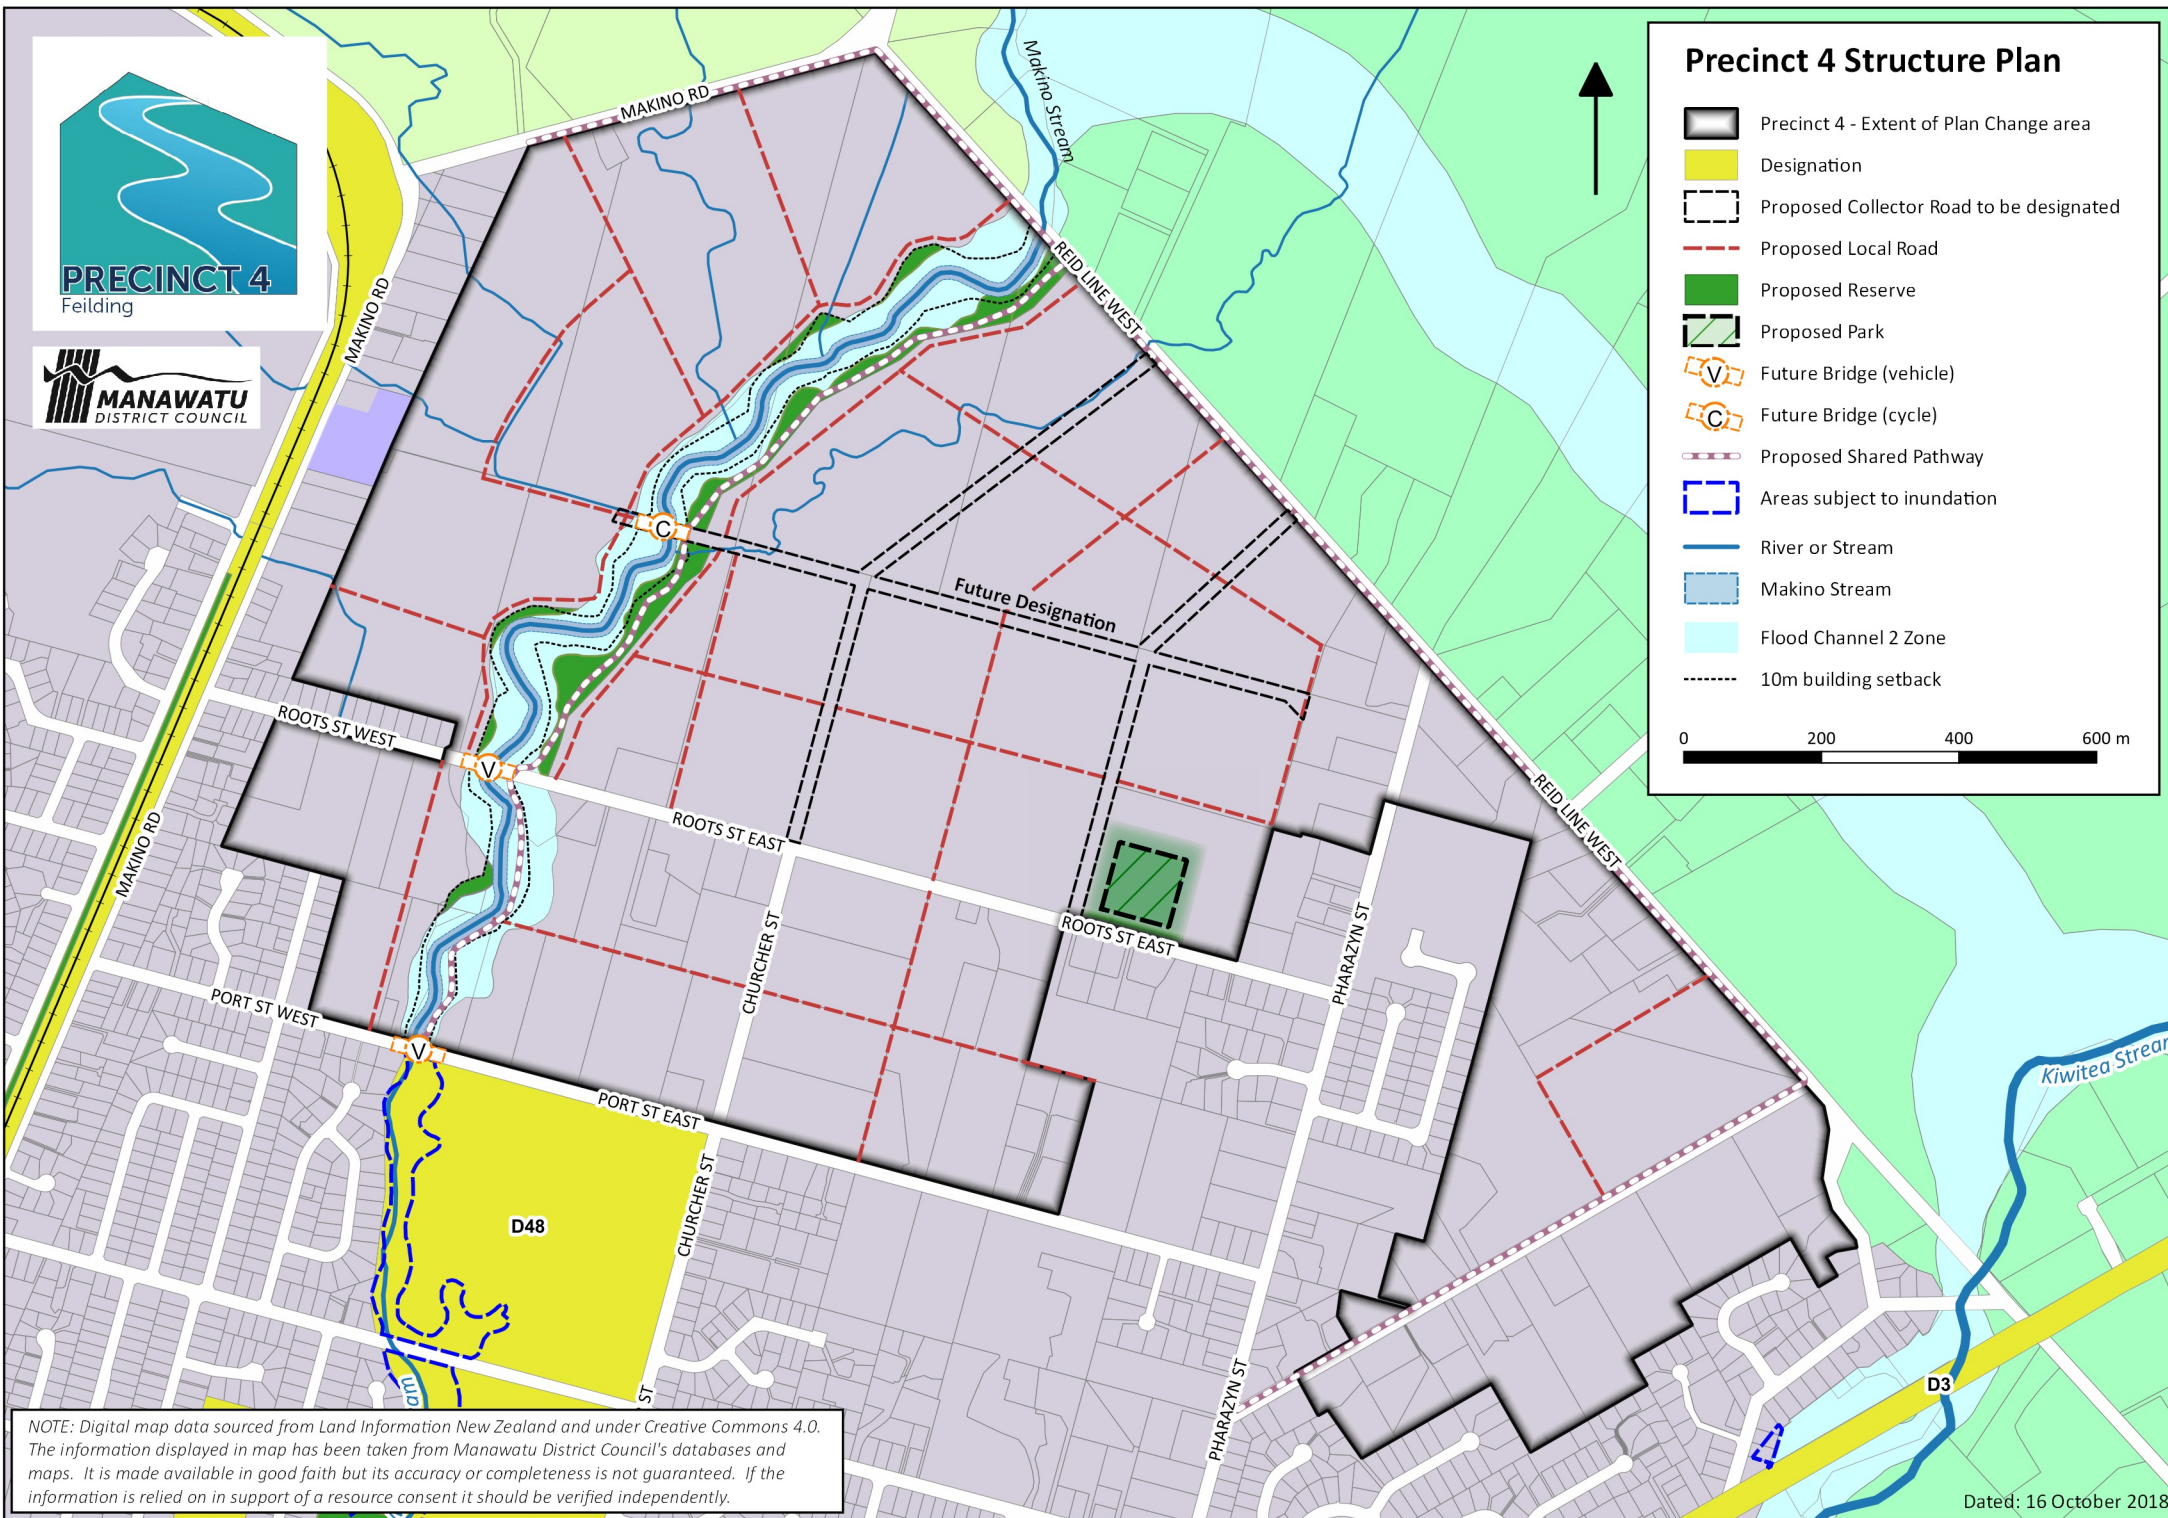 PRECINCT 4
Feilding
MANAWATU
DISTRICT COUNCIL
Precinct 4 Structure Plan
Precinct 4 - Extent of Plan Change area
Designation
Proposed Collector Road to be designated
Proposed Local Road
Proposed Reserve
Proposed Park
V
Future Bridge (vehicle)
C
Future Bridge (cycle)
Proposed Shared Pathway
Areas subject to inundation
River or Stream
Makino Stream
Flood Channel 2 Zone
10m building setback
0 200 400 600 m
MAKINO RD
Makino Stream
REID LINE WEST
MAKINO RD
C
Future Designation
ROOTS ST WEST
V
ROOTS ST EAST
REID LINE WEST
MAKINO RD
ROOTS ST EAST
CHURCHER ST
PHARAZYN ST
PORT ST WEST
V
PORT ST EAST
Kiwitea Strear
CHURCHER ST
D48
PHARAZYN ST
D3
ST
am
NOTE: Digital map data sourced from Land Information New Zealand and under Creative Commons 4.0.
The information displayed in map has been taken from Manawatu District Council's databases and
maps. It is made available in good faith but its accuracy or completeness is not guaranteed. If the
information is relied on in support of a resource consent it should be verified independently.
Dated: 16 October 2018